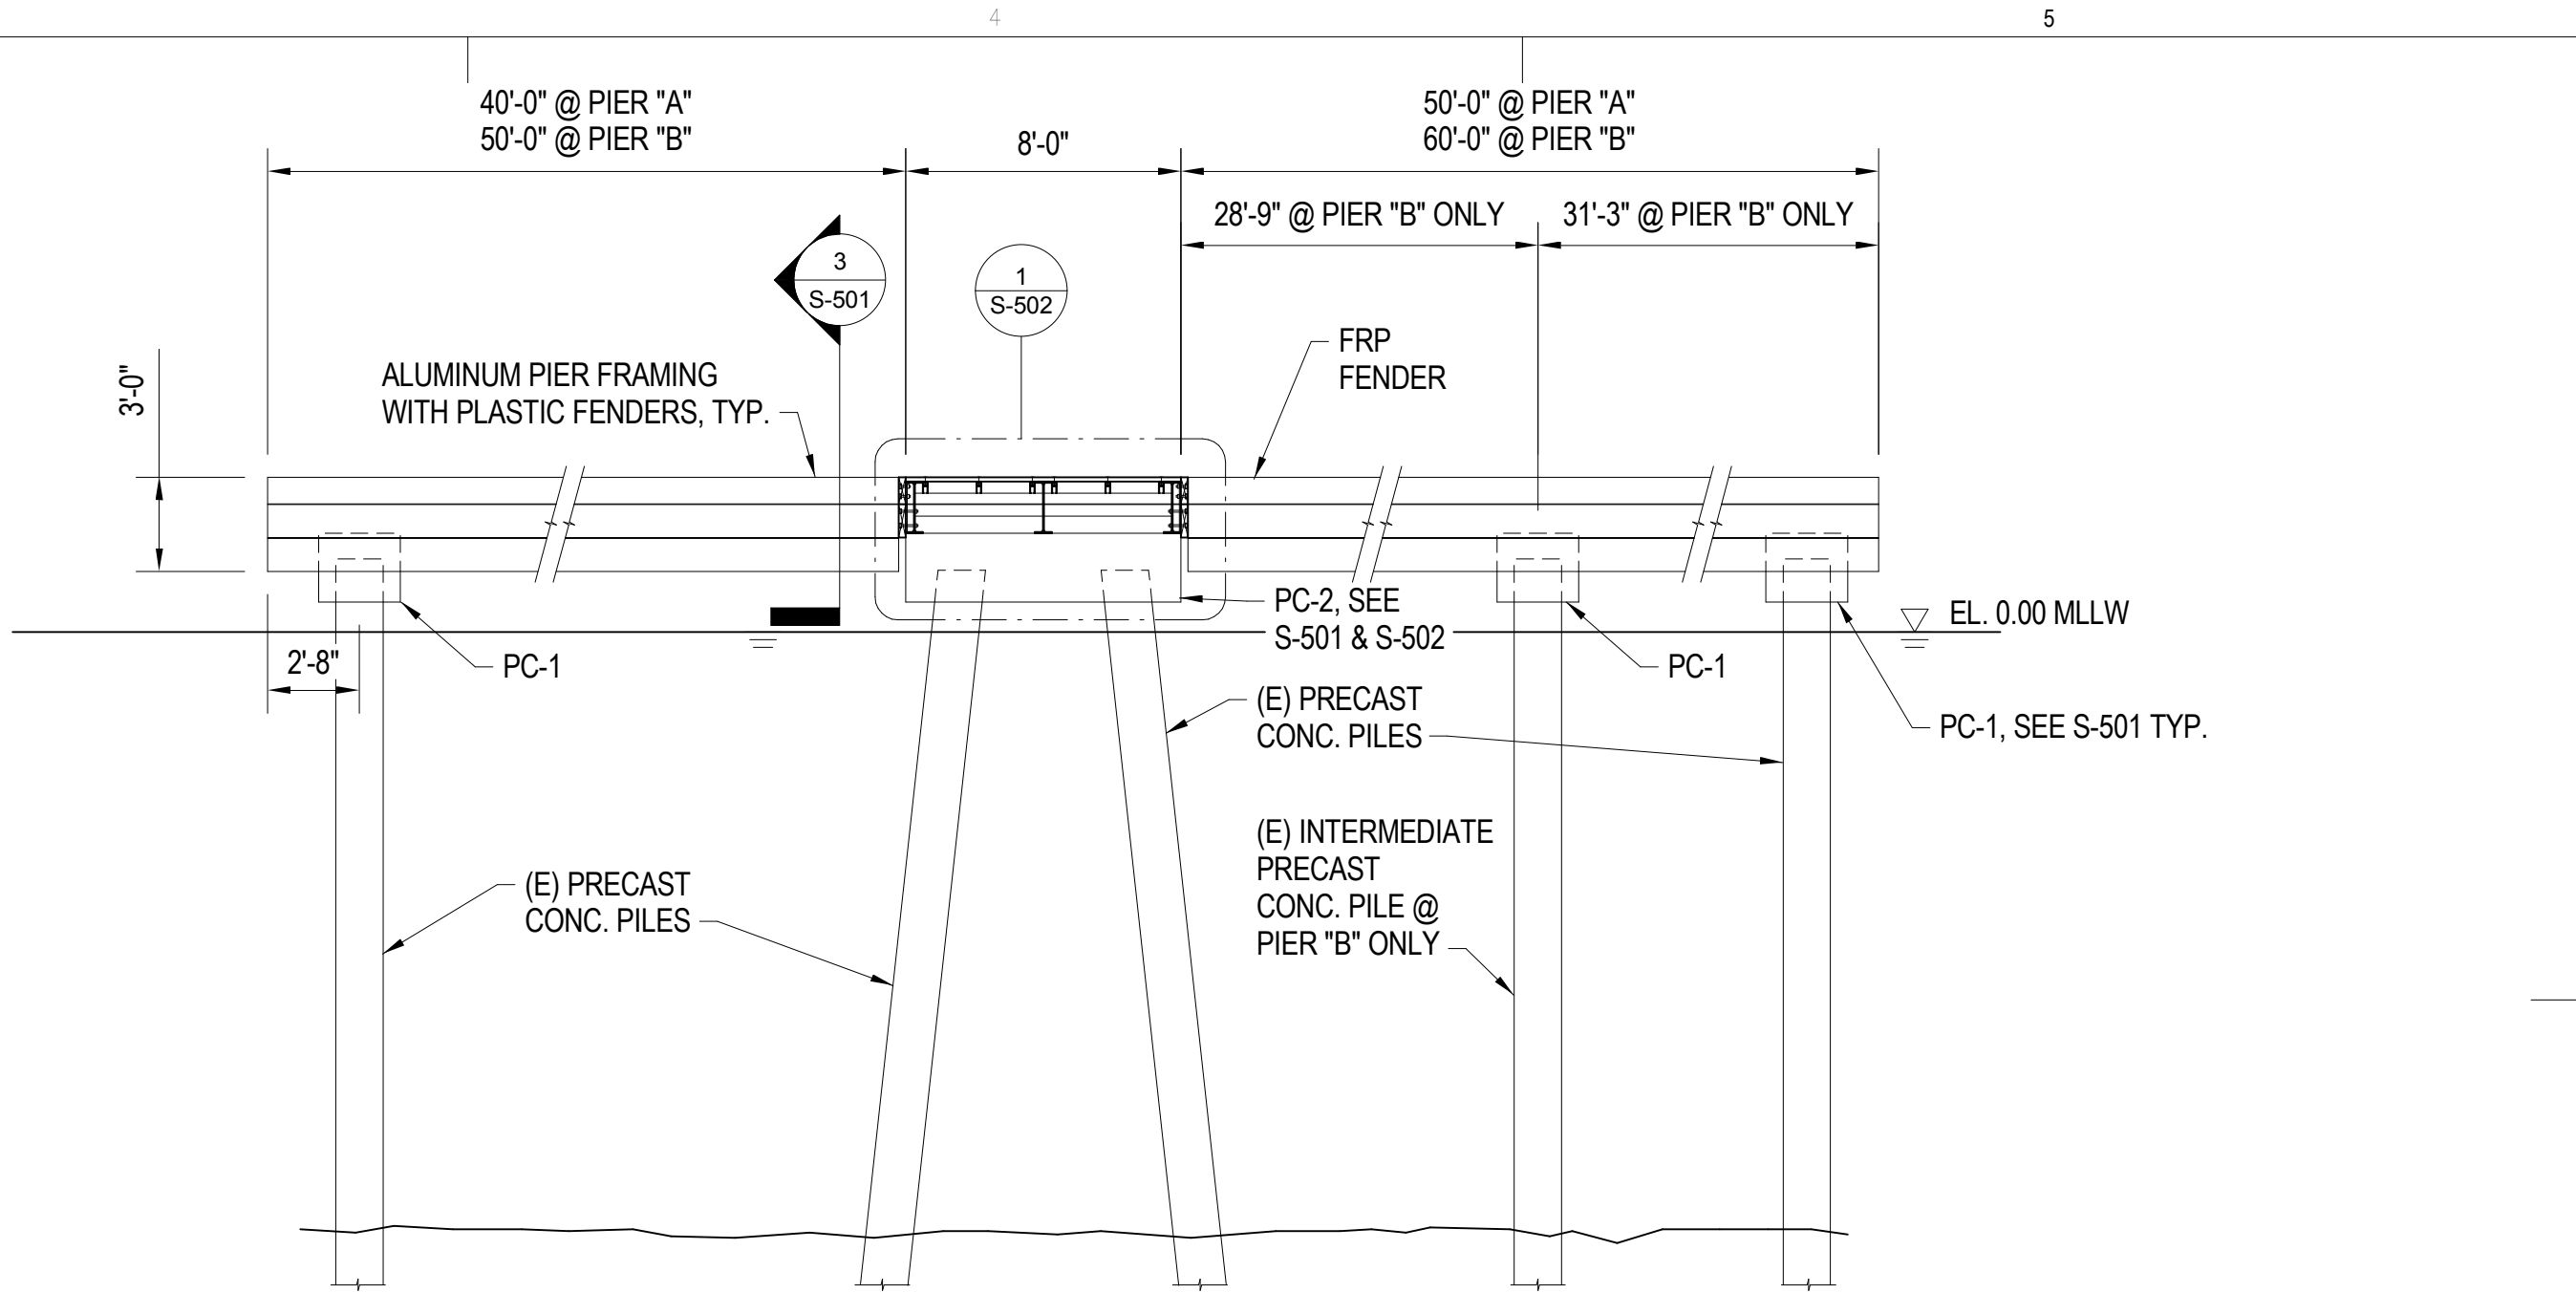 4
5
40'-0" @ PIER "A"
50'-0" @ PIER "B"
8'-0"
50'-0" @ PIER "A"
60'-0" @ PIER "B"
28'-9" @ PIER "B" ONLY
31'-3" @ PIER "B" ONLY
3
S-501
1
S-502
FRP
FENDER
3'-0"
ALUMINUM PIER FRAMING
WITH PLASTIC FENDERS, TYP.
PC-2, SEE
S-501 & S-502
EL. 0.00 MLLW
2'-8"
PC-1
PC-1
(E) PRECAST
CONC. PILES
PC-1, SEE S-501 TYP.
(E) INTERMEDIATE
PRECAST
CONC. PILE @
PIER "B" ONLY
(E) PRECAST
CONC. PILES